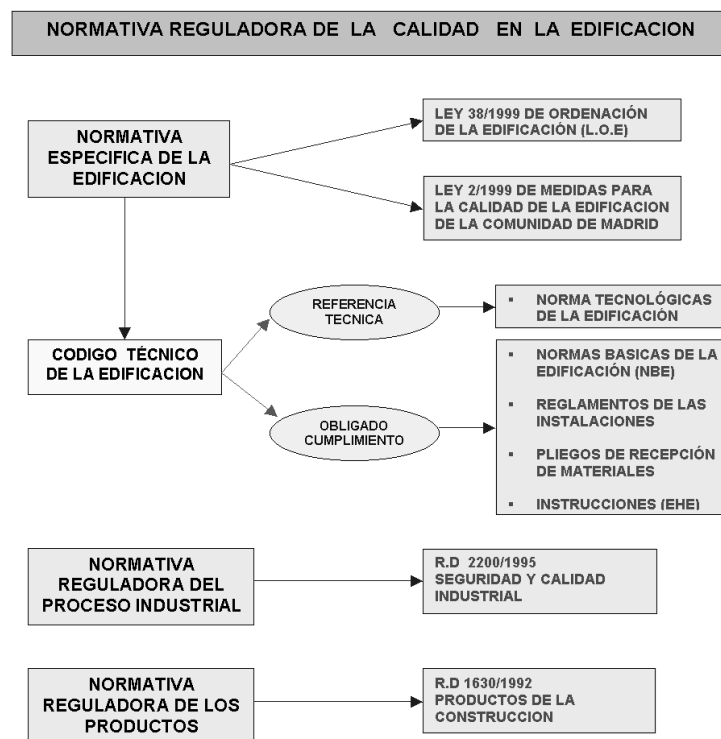 NORMATIVA REGULADORA DE LA CALIDAD EN LA EDIFICACION
NORMATIVA
ESPECIFICA DE LA
EDIFICACION
LEY 38/1999 DE ORDENACIÓN
DE LA EDIFICACIÓN (L.O.E)
LEY 2/1999 DE MEDIDAS PARA
LA CALIDAD DE LA EDIFICACION
DE LA COMUNIDAD DE MADRID
CODIGO TÉCNICO
DE LA EDIFICACION
REFERENCIA
TECNICA
▪ NORMA TECNOLÓGICAS
DE LA EDIFICACIÓN
OBLIGADO
CUMPLIMIENTO
▪ NORMAS BASICAS DE LA
EDIFICACIÓN (NBE)
▪ REGLAMENTOS DE LAS
INSTALACIONES
▪ PLIEGOS DE RECEPCIÓN
DE MATERIALES
▪ INSTRUCCIONES (EHE)
NORMATIVA
REGULADORA DEL
PROCESO INDUSTRIAL
R.D 2200/1995
SEGURIDAD Y CALIDAD
INDUSTRIAL
NORMATIVA
REGULADORA DE LOS
PRODUCTOS
R.D 1630/1992
PRODUCTOS DE LA
CONSTRUCCION